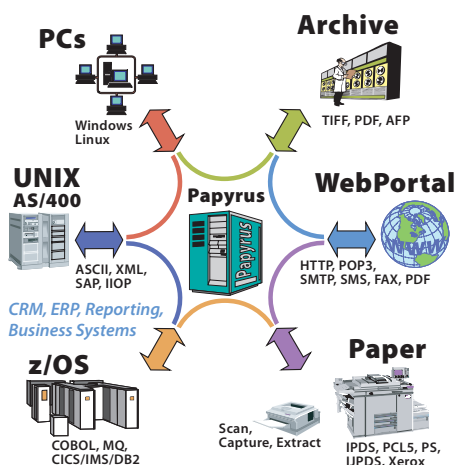 PCs
Windows
Linux
Archive
TIFF, PDF, AFP
UNIX
AS/400
ASCII, XML,
SAP, IIOP
Papyrus
Papyrus
WebPortal
HTTP, POP3,
SMTP, SMS, FAX, PDF
CRM, ERP, Reporting,
Business Systems
z/OS
COBOL, MQ,
CICS/IMS/DB2
Scan,
Capture, Extract
Paper
IPDS, PCL5, PS,
IJPDS, Xerox